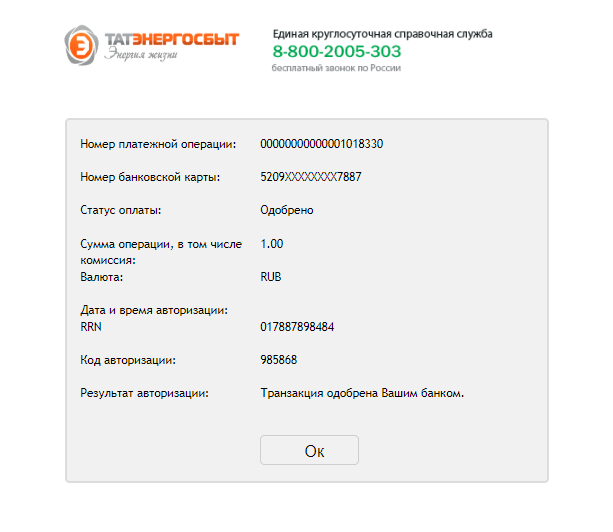 ТАТЭНЕРГОСБЫТ
Энергия жизни
Единая круглосуточная справочная служба
8-800-2005-303
бесплатный звонок по России
Номер платежной операции: 00000000000001018330
Номер банковской карты: 5209XXXXXXXX7887
Статус оплаты: Одобрено
Сумма операции, в том числе 1.00
комиссия:
Валюта: RUB
Дата и время авторизации:
RRN 017887898484
Код авторизации: 985868
Результат авторизации: Транзакция одобрена Вашим банком.
Ок